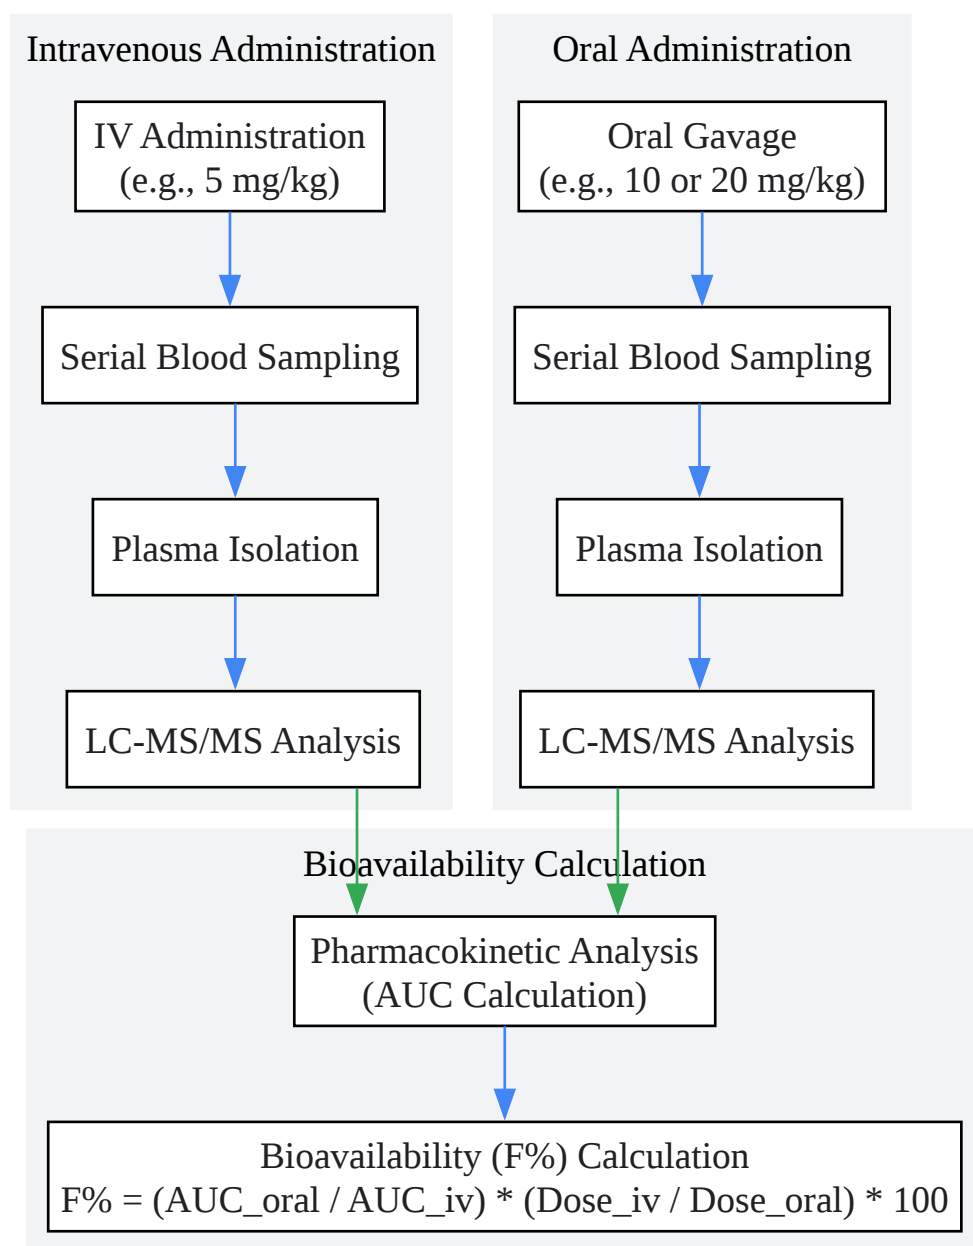 Intravenous Administration
IV Administration
(e.g., 5 mg/kg)
Serial Blood Sampling
Plasma Isolation
LC-MS/MS Analysis
Oral Administration
Oral Gavage
(e.g., 10 or 20 mg/kg)
Serial Blood Sampling
Plasma Isolation
LC-MS/MS Analysis
Bioavailability Calculation
Pharmacokinetic Analysis
(AUC Calculation)
Bioavailability (F%) Calculation
F% = (AUC_oral / AUC_iv) * (Dose_iv / Dose_oral) * 100